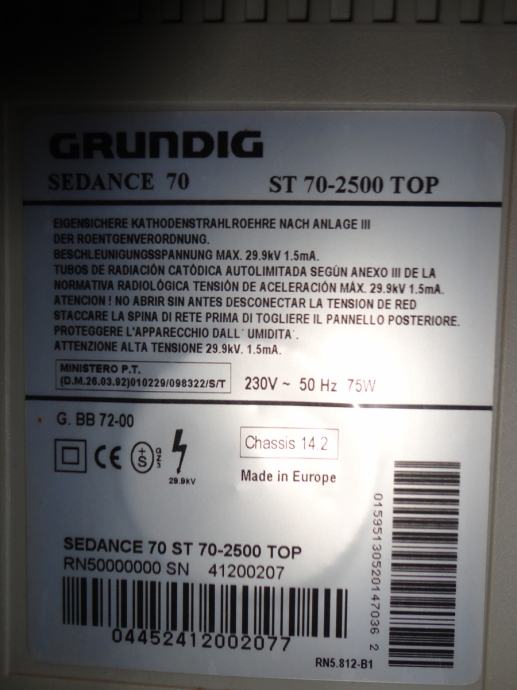 GRUNDIG
SEDANCE 70 ST 70-2500 TOP
EIGENSICHERE KATHODENSTRAHLROEHRE NACH ANLAGE III
DER ROENTGENVERORDNUNG.
BESCHLEUNIGUNGSSPANNUNG MAX. 29.9kV 1.5mA.
TUBOS DE RADIACIÓN CATÓDICA AUTOLIMITADA SEGÚN ANEXO III DE LA
NORMATIVA RADIOLÓGICA TENSIÓN DE ACELERACIÓN MÁX. 29.9kV 1.5mA.
ATENCION ! NO ABRIR SIN ANTES DESCONECTAR LA TENSION DE RED
STACCARE LA SPINA DI RETE PRIMA DI TOGLIERE IL PANNELLO POSTERIORE.
PROTEGGERE L'APPARECCHIO DALL' UMIDITA'.
ATTENZIONE ALTA TENSIONE 29.9kV. 1.5mA.
MINISTERO P.T.
(D.M.26.03.92)010229/098322/S/T
230V ~ 50 Hz 75W
G. BB 72-00
CE
S
29.9kV
Chassis 14.2
Made in Europe
SEDANCE 70 ST 70-2500 TOP
RN50000000 SN 41200207
04452412002077
01595130520147036 2
RN5.812-B1